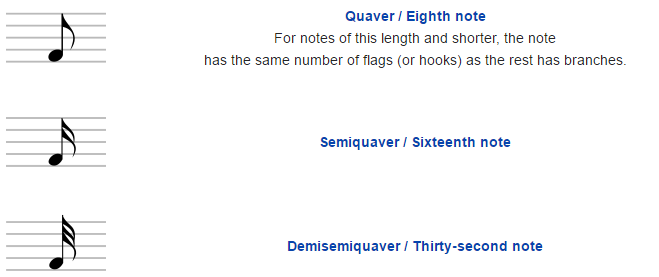 Quaver / Eighth note
For notes of this length and shorter, the note
has the same number of flags (or hooks) as the rest has branches.
Semiquaver / Sixteenth note
Demisemiquaver / Thirty-second note